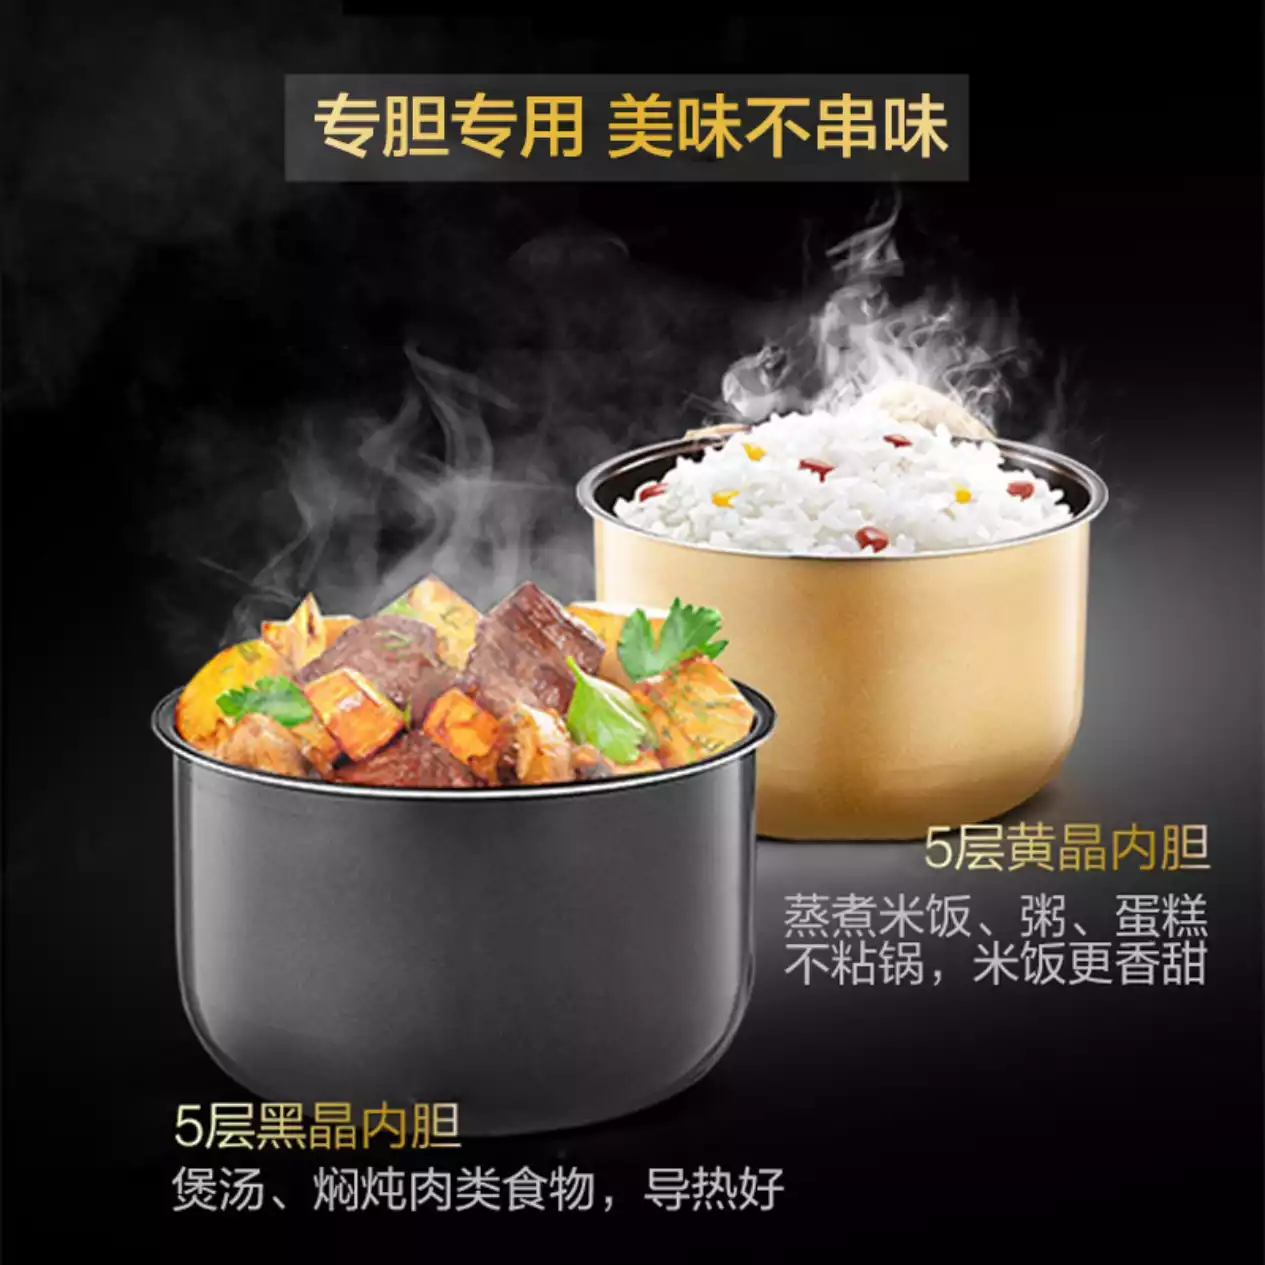 专胆专用 美味不串味
5层黄晶内胆
蒸煮米饭、粥、蛋糕
不粘锅，米饭更香甜
5层黑晶内胆
煲汤、焖炖肉类食物，导热好